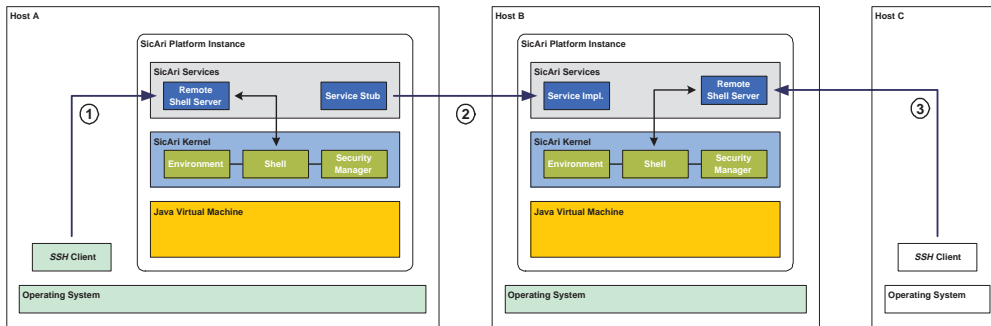 Host A
SicAri Platform Instance
SicAri Services
Remote
Shell Server
Service Stub
1
SicAri Kernel
Environment
Shell
Security
Manager
Java Virtual Machine
SSH Client
Operating System
2
Host B
SicAri Platform Instance
SicAri Services
Service Impl.
Remote
Shell Server
SicAri Kernel
Environment
Shell
Security
Manager
Java Virtual Machine
Operating System
Host C
3
SSH Client
Operating System